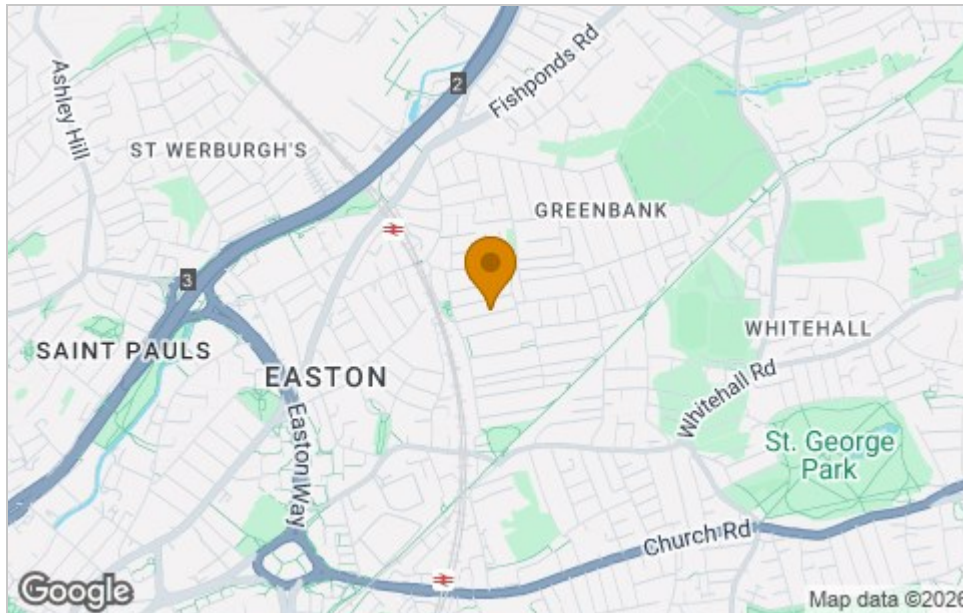 Ashley Hill
2
Fishponds Rd
ST WERBURGH'S
GREENBANK
3
SAINT PAULS
EASTON
WHITEHALL
Whitehall Rd
Easton Way
St. George
Park
Church Rd
Google
Map data ©2026